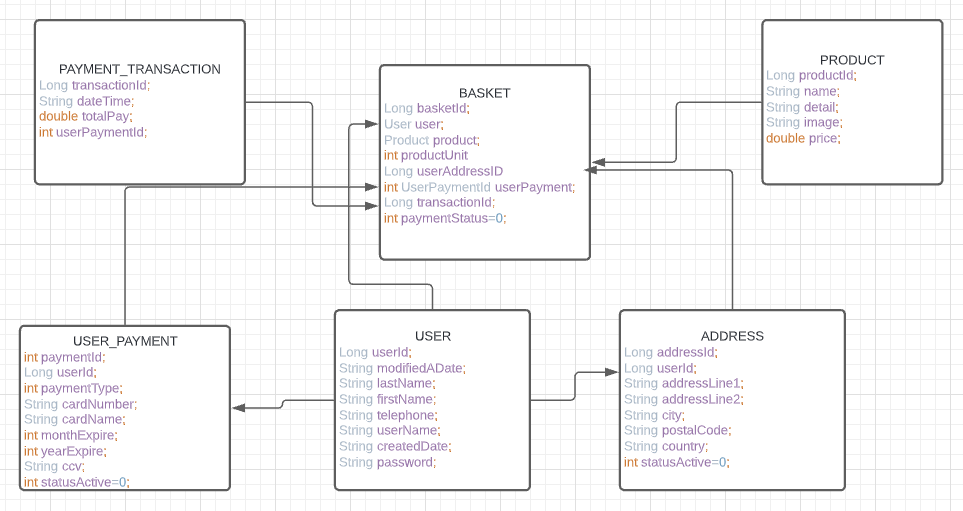 PAYMENT_TRANSACTION
Long transactionId;
String dateTime;
double totalPay;
int userPaymentId;
BASKET
Long basketId;
User user;
Product product;
int productUnit
Long userAddressID
int UserPaymentId userPayment;
Long transactionId;
int paymentStatus=0;
PRODUCT
Long productId;
String name;
String detail;
String image;
double price;
USER_PAYMENT
int paymentId;
Long userId;
int paymentType;
String cardNumber;
String cardName;
int monthExpire;
int yearExpire;
String ccv;
int statusActive=0;
USER
Long userId;
String modifiedADate;
String lastName;
String firstName;
String telephone;
String userName;
String createdDate;
String password;
ADDRESS
Long addressId;
Long userId;
String addressLine1;
String addressLine2;
String city;
String postalCode;
String country;
int statusActive=0;